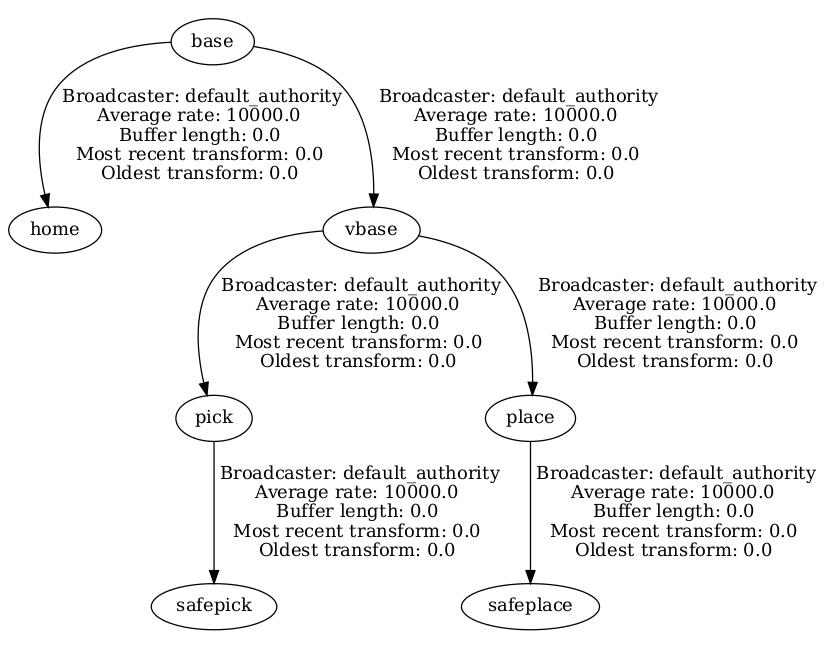 base
Broadcaster: default_authority
Average rate: 10000.0
Buffer length: 0.0
Most recent transform: 0.0
Oldest transform: 0.0
Broadcaster: default_authority
Average rate: 10000.0
Buffer length: 0.0
Most recent transform: 0.0
Oldest transform: 0.0
home
vbase
Broadcaster: default_authority
Average rate: 10000.0
Buffer length: 0.0
Most recent transform: 0.0
Oldest transform: 0.0
Broadcaster: default_authority
Average rate: 10000.0
Buffer length: 0.0
Most recent transform: 0.0
Oldest transform: 0.0
pick
place
Broadcaster: default_authority
Average rate: 10000.0
Buffer length: 0.0
Most recent transform: 0.0
Oldest transform: 0.0
Broadcaster: default_authority
Average rate: 10000.0
Buffer length: 0.0
Most recent transform: 0.0
Oldest transform: 0.0
safepick
safeplace